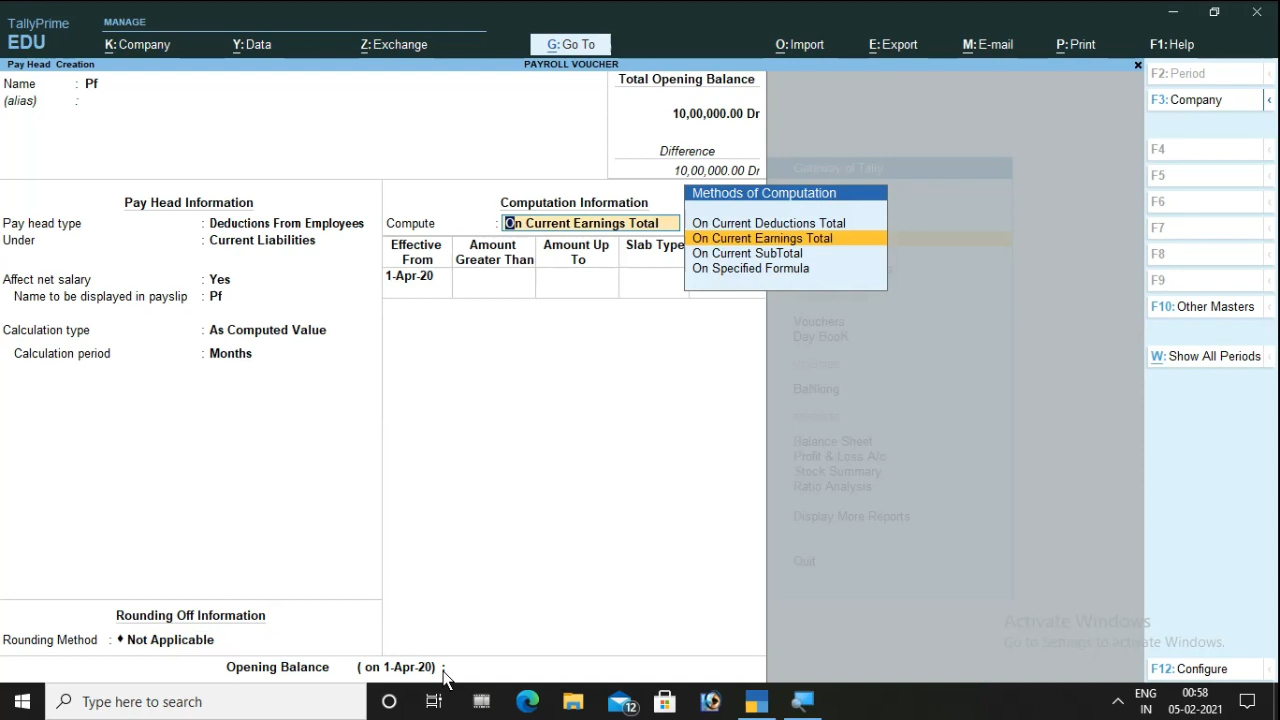 TallyPrime
EDU
MANAGE
K: Company
Y: Data
Z: Exchange
G: Go To
O: Import
E: Export
M: E-mail
P: Print
F1: Help
Pay Head Creation
PAYROLL VOUCHER
×
Name : Pf
(alias) :
Total Opening Balance
10,00,000.00 Dr
Difference
10,00,000.00 Dr
Pay Head Information
Pay head type : Deductions From Employees
Under : Current Liabilities
Affect net salary : Yes
Name to be displayed in payslip : Pf
Calculation type : As Computed Value
Calculation period : Months
Computation Information
Compute : On Current Earnings Total
Effective From
Amount Greater Than
Amount Up To
Slab Type
1-Apr-20
Methods of Computation
On Current Deductions Total
On Current Earnings Total
On Current SubTotal
On Specified Formula
Gateway of Tally
Vouchers
Day BooK
BaNking
Balance Sheet
Profit & Loss A/c
Stock Summary
Ratio Analysis
Display More Reports
Quit
Rounding Off Information
Rounding Method : ♦ Not Applicable
Opening Balance ( on 1-Apr-20) :
F2: Period
F3: Company
F4
F5
F6
F7
F8
F9
F10: Other Masters
W: Show All Periods
F12: Configure
Activate Windows
Go to Settings to activate Windows.
Type here to search
12
ENG
IN
00:58
05-02-2021